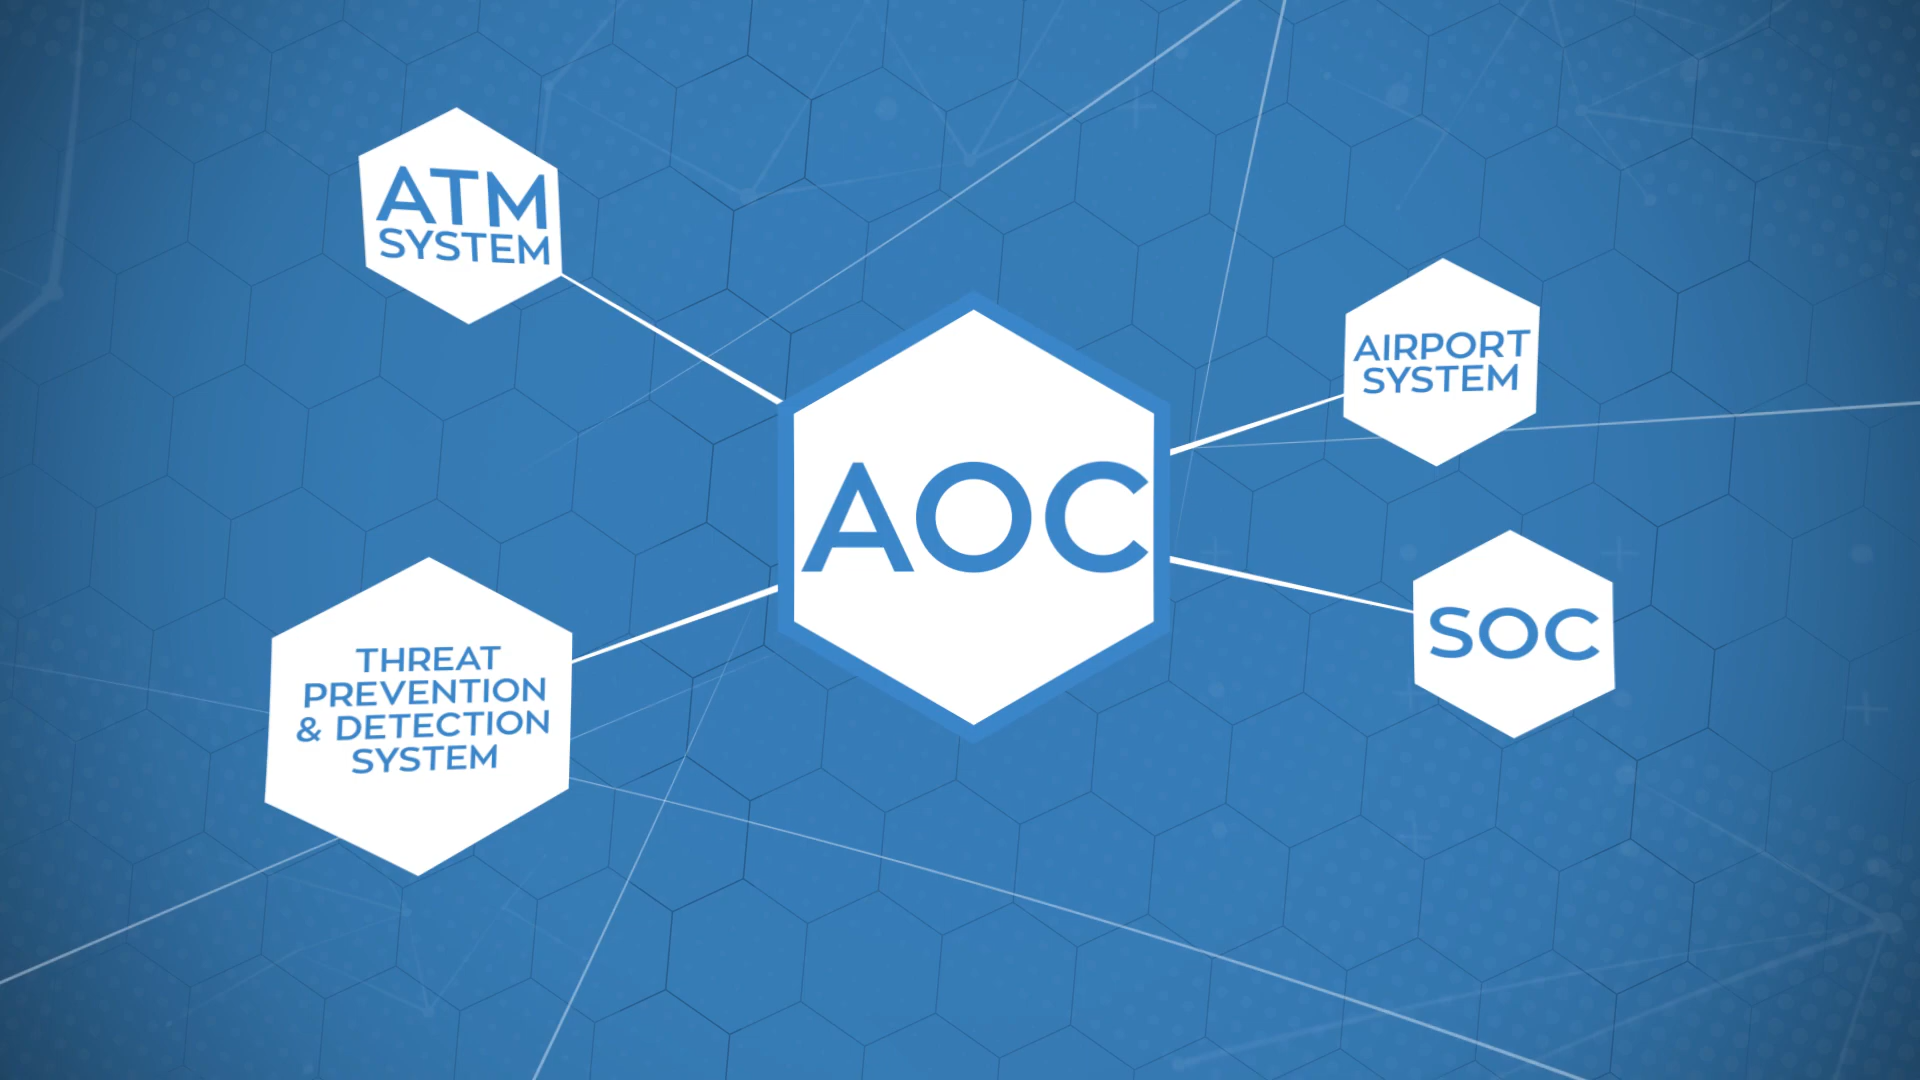 ATM
SYSTEM
AIRPORT
SYSTEM
AOC
SOC
THREAT
PREVENTION
& DETECTION
SYSTEM